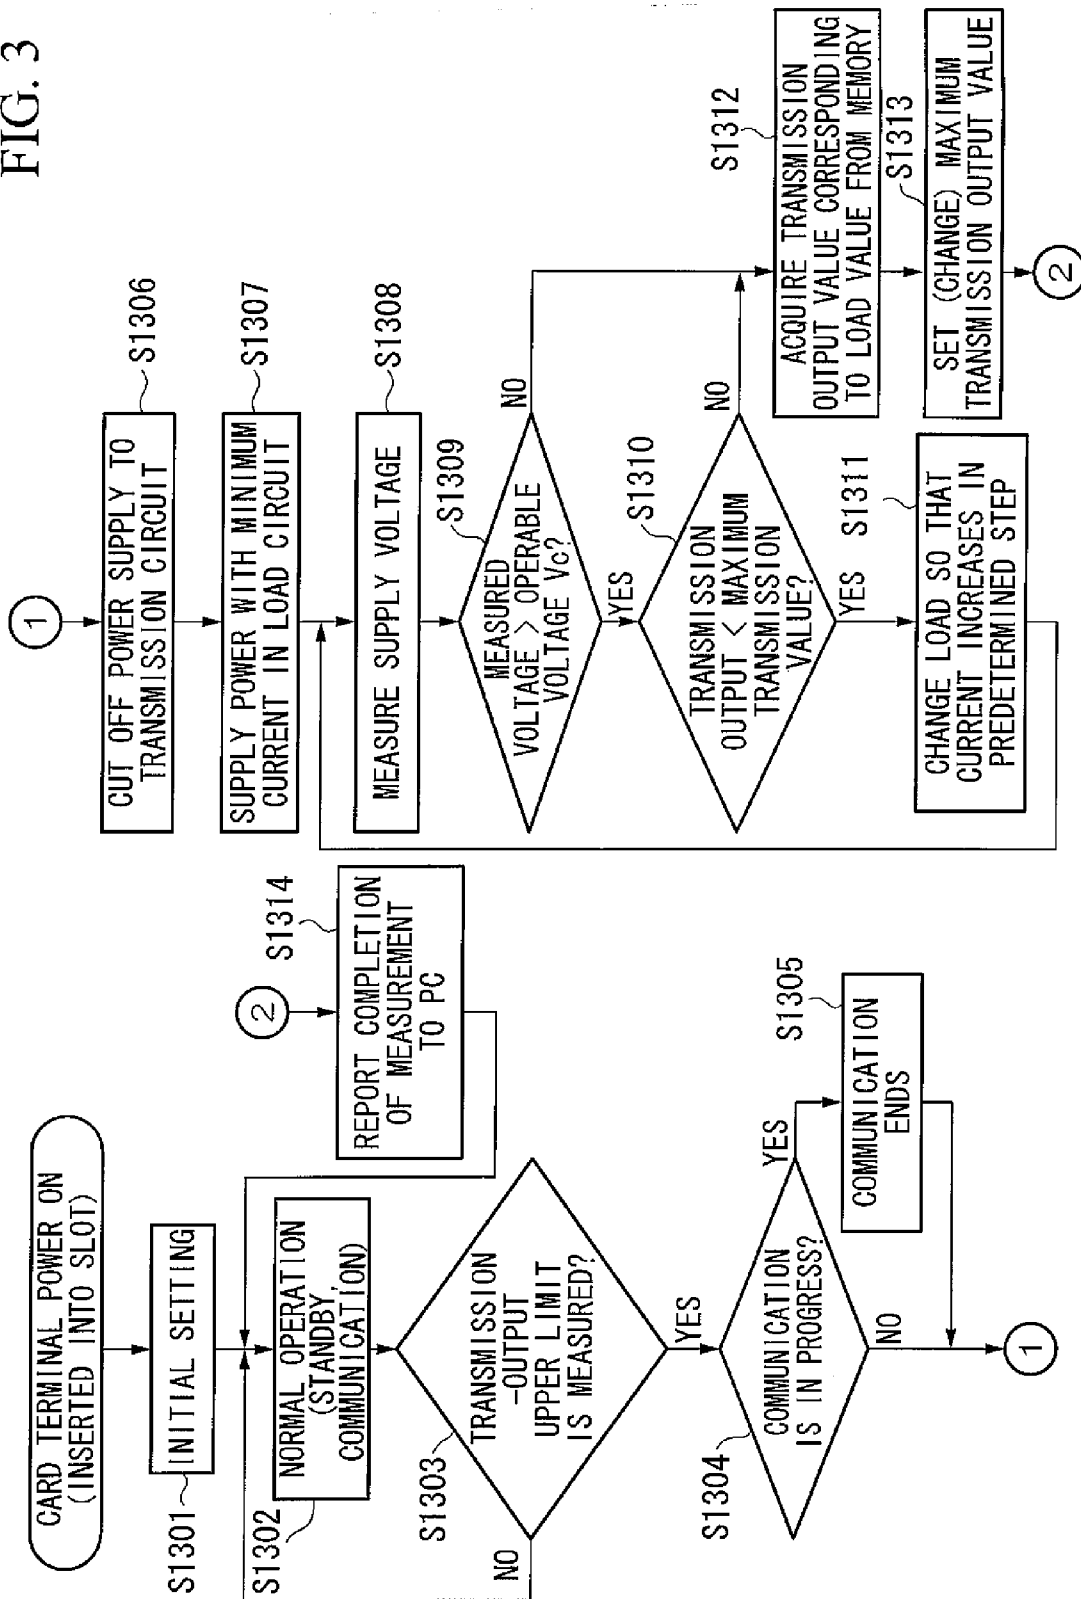 FIG. 3
CARD TERMINAL POWER ON
(INSERTED INTO SLOT)
S1301
INITIAL SETTING
S1302
NORMAL OPERATION
(STANDBY,
COMMUNICATION)
S1303
TRANSMISSION
-OUTPUT
UPPER LIMIT
IS MEASURED?
NO
YES
S1304
COMMUNICATION
IS IN PROGRESS?
YES
NO
S1305
COMMUNICATION
ENDS
1
2
S1314
REPORT COMPLETION
OF MEASUREMENT
TO PC
1
S1306
CUT OFF POWER SUPPLY TO
TRANSMISSION CIRCUIT
S1307
SUPPLY POWER WITH MINIMUM
CURRENT IN LOAD CIRCUIT
S1308
MEASURE SUPPLY VOLTAGE
S1309
MEASURED
VOLTAGE > OPERABLE
VOLTAGE Vc?
NO
YES
S1310
TRANSMISSION
OUTPUT < MAXIMUM
TRANSMISSION
VALUE?
NO
YES
S1311
CHANGE LOAD SO THAT
CURRENT INCREASES IN
PREDETERMINED STEP
S1312
ACQUIRE TRANSMISSION
OUTPUT VALUE CORRESPONDING
TO LOAD VALUE FROM MEMORY
S1313
SET (CHANGE) MAXIMUM
TRANSMISSION OUTPUT VALUE
2